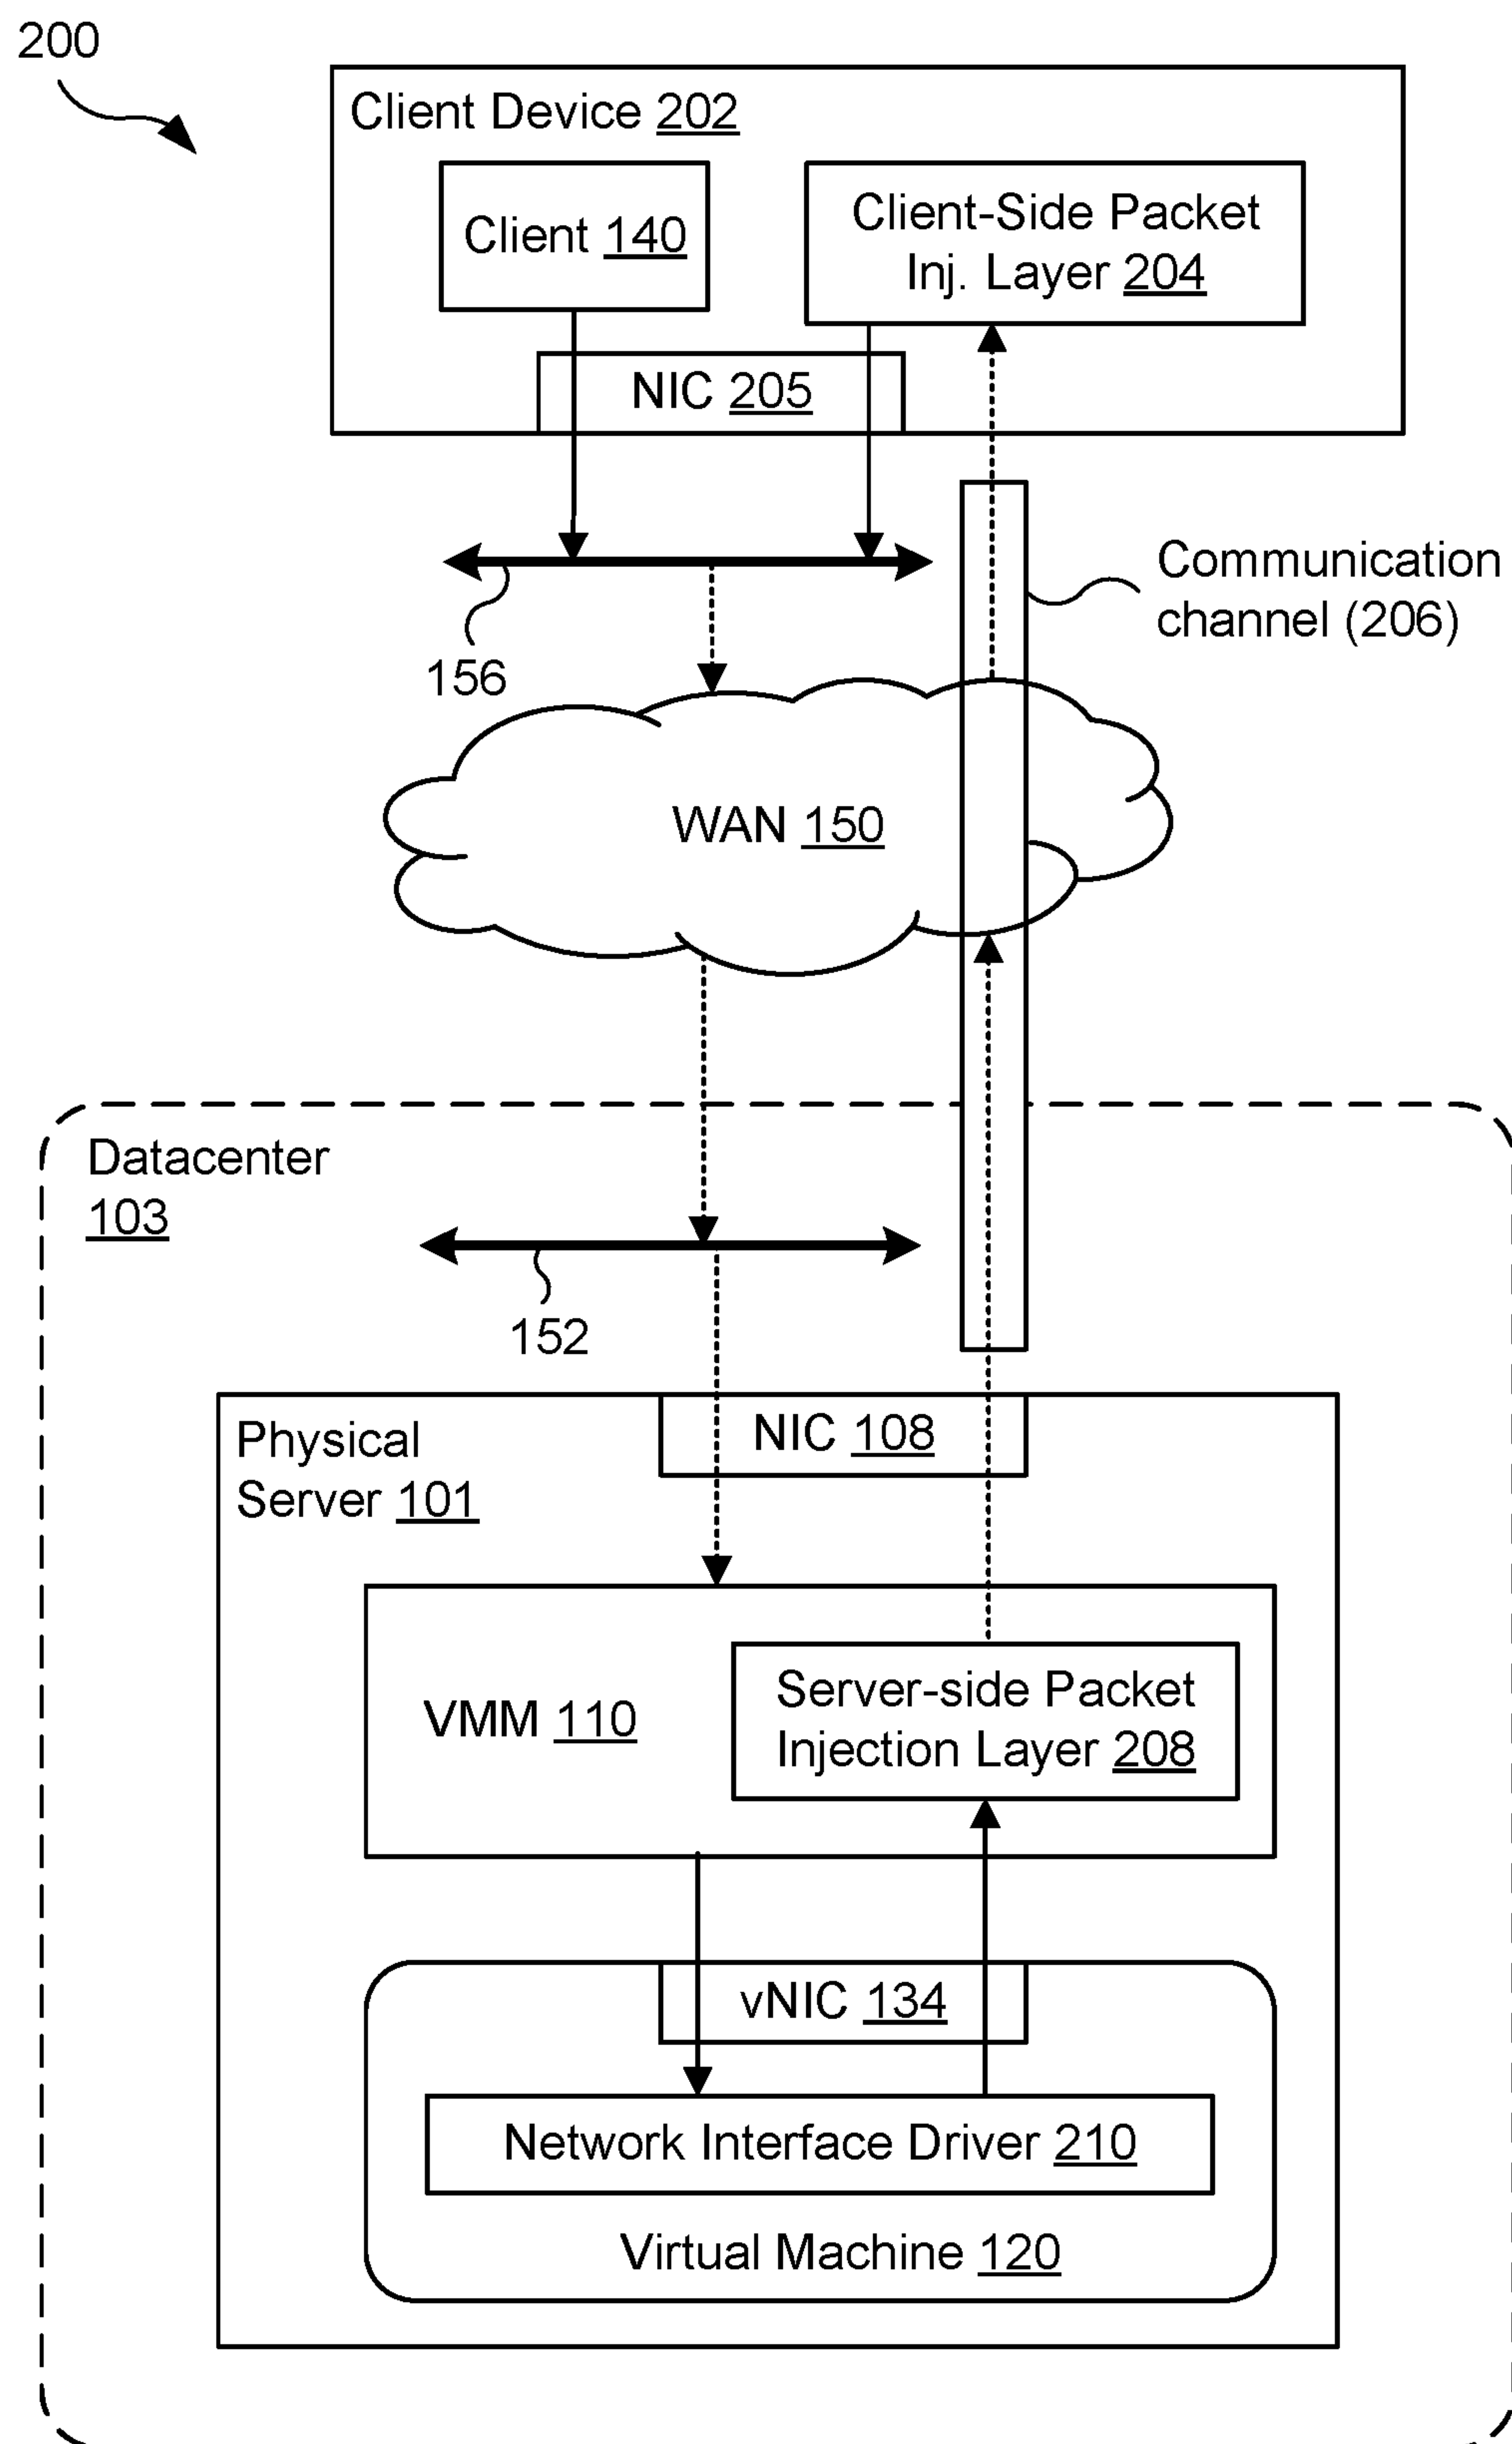 200
Client Device 202
Client 140
Client-Side Packet
Inj. Layer 204
NIC 205
Communication
channel (206)
156
WAN 150
Datacenter
103
152
NIC 108
Physical
Server 101
VMM 110
Server-side Packet
Injection Layer 208
vNIC 134
Network Interface Driver 210
Virtual Machine 120